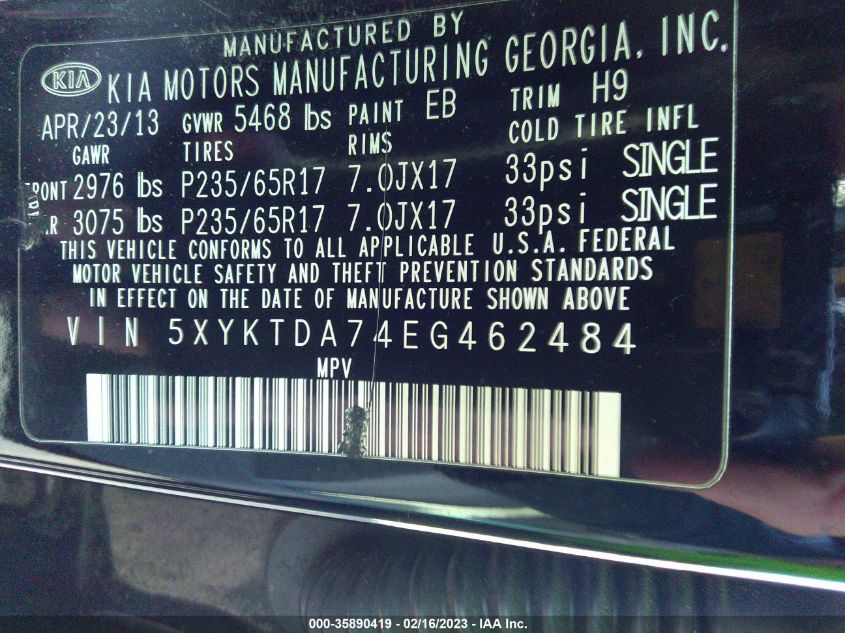 MANUFACTURED BY
KIA KIA MOTORS MANUFACTURING GEORGIA, INC.
APR/23/13 GVWR 5468 lbs PAINT EB TRIM H9
GAWR TIRES RIMS COLD TIRE INFL
2976 lbs P235/65R17 7.0JX17 33psi SINGLE
3075 lbs P235/65R17 7.0JX17 33psi SINGLE
THIS VEHICLE CONFORMS TO ALL APPLICABLE U.S.A. FEDERAL
MOTOR VEHICLE SAFETY AND THEFT PREVENTION STANDARDS
IN EFFECT ON THE DATE OF MANUFACTURE SHOWN ABOVE
VIN 5XYKTDA74EG462484
MPV
000-35890419 - 02/16/2023 - IAA Inc.